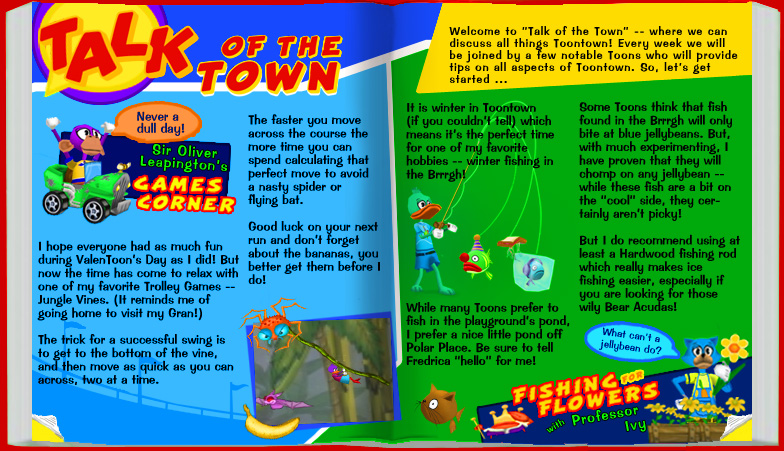 TALK OF THE TOWN
Welcome to "Talk of the Town" -- where we can
discuss all things Toontown! Every week we will
be joined by a few notable Toons who will provide
tips on all aspects of Toontown. So, let's get
started ...
Never a
dull day!
Sir Oliver
Leapington's
GAMES
CORNER
I hope everyone had as much fun
during ValenToon's Day as I did! But
now the time has come to relax with
one of my favorite Trolley Games --
Jungle Vines. (It reminds me of
going home to visit my Gran!)
The trick for a successful swing is
to get to the bottom of the vine,
and then move as quick as you can
across, two at a time.
The faster you move
across the course the
more time you can
spend calculating that
perfect move to avoid
a nasty spider or
flying bat.
Good luck on your next
run and don't forget
about the bananas, you
better get them before I
do!
It is winter in Toontown
(if you couldn't tell) which
means it's the perfect time
for one of my favorite
hobbies -- winter fishing in
the Brrrgh!
While many Toons prefer to
fish in the playground's pond,
I prefer a nice little pond off
Polar Place. Be sure to tell
Fredrica "hello" for me!
Some Toons think that fish
found in the Brrrgh will only
bite at blue jellybeans. But,
with much experimenting, I
have proven that they will
chomp on any jellybean --
while these fish are a bit on
the "cool" side, they cer-
tainly aren't picky!
But I do recommend using at
least a Hardwood fishing rod
which really makes ice
fishing easier, especially if
you are looking for those
wily Bear Acudas!
What can't a
jellybean do?
FISHING FOR
FLOWERS
with Professor
Ivy